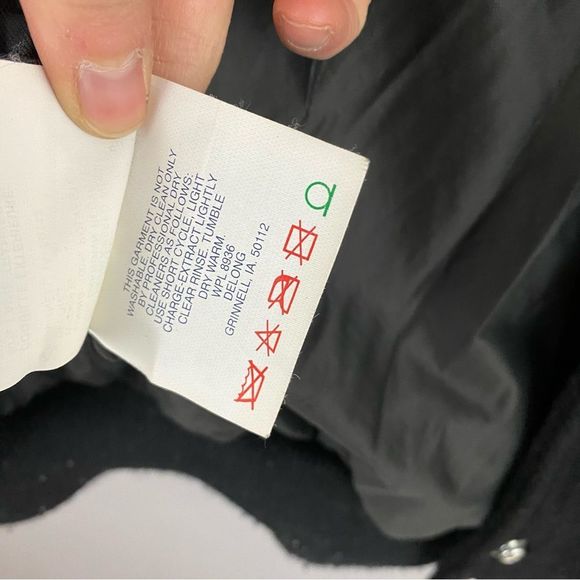 THIS GARMENT IS NOT
WASHABLE. DRY CLEAN ONLY
BY PROFESSIONAL DRY
CLEANERS AS FOLLOWS:
USE SHORT CYCLE, LIGHT
CHARGE-EXTRACT LIGHTLY
CLEAR RINSE. TUMBLE
DRY WARM.
WPL 8936
DELONG
GRINNELL, IA. 50112